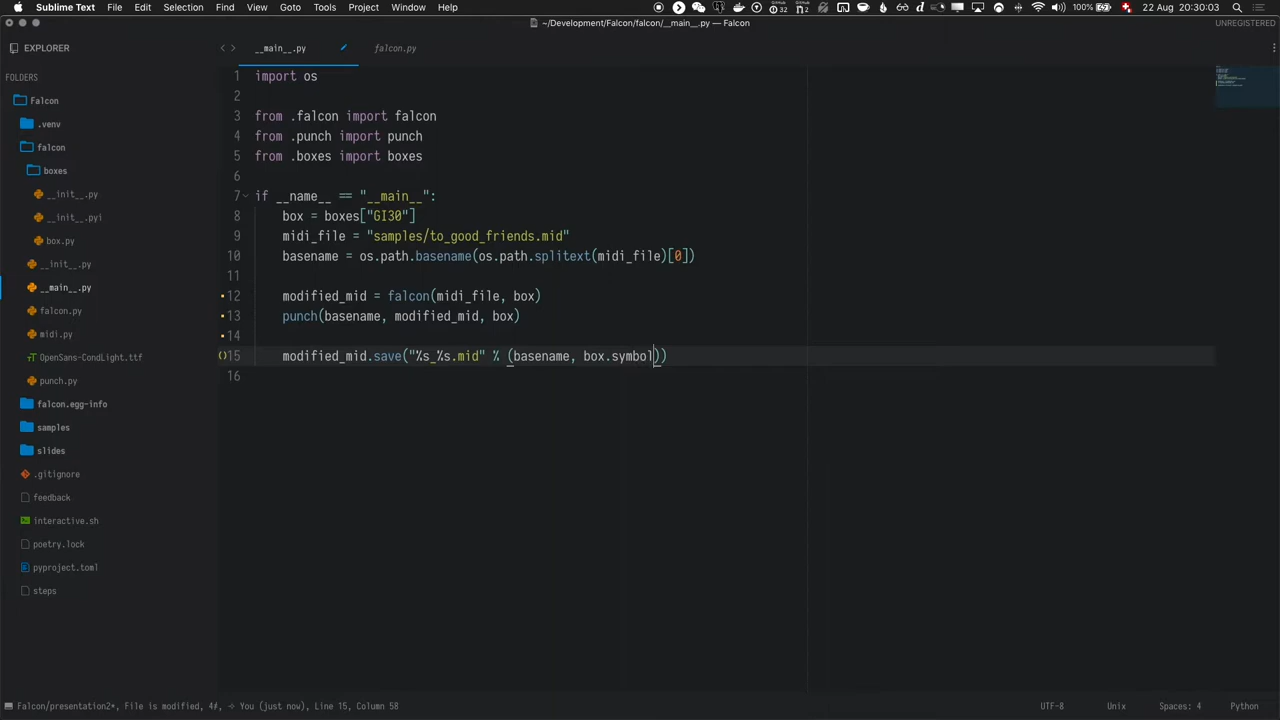 Sublime Text File Edit Selection Find View Goto Tools Project Window Help 32 2 100% 22 Aug 20:30:03
~/Development/Falcon/falcon/__main__.py — Falcon
UNREGISTERED
EXPLORER
__main__.py
falcon.py
FOLDERS
Falcon
.venv
falcon
boxes
__init__.py
__init__.pyi
box.py
__init__.py
__main__.py
falcon.py
midi.py
OpenSans-CondLight.ttf
punch.py
falcon.egg-info
samples
slides
.gitignore
feedback
interactive.sh
poetry.lock
pyproject.toml
steps
1 import os
2
3 from .falcon import falcon
4 from .punch import punch
5 from .boxes import boxes
6
7 if __name__ == "__main__":
8 box = boxes["GI30"]
9 midi_file = "samples/to_good_friends.mid"
10 basename = os.path.basename(os.path.splitext(midi_file)[0])
11
12 modified_mid = falcon(midi_file, box)
13 punch(basename, modified_mid, box)
14
15 modified_mid.save("%s_%s.mid" % (basename, box.symbol))
16
Falcon/presentation2*, File is modified, 4≠, ✧ You (just now), Line 15, Column 58
UTF-8 Unix Spaces: 4 Python